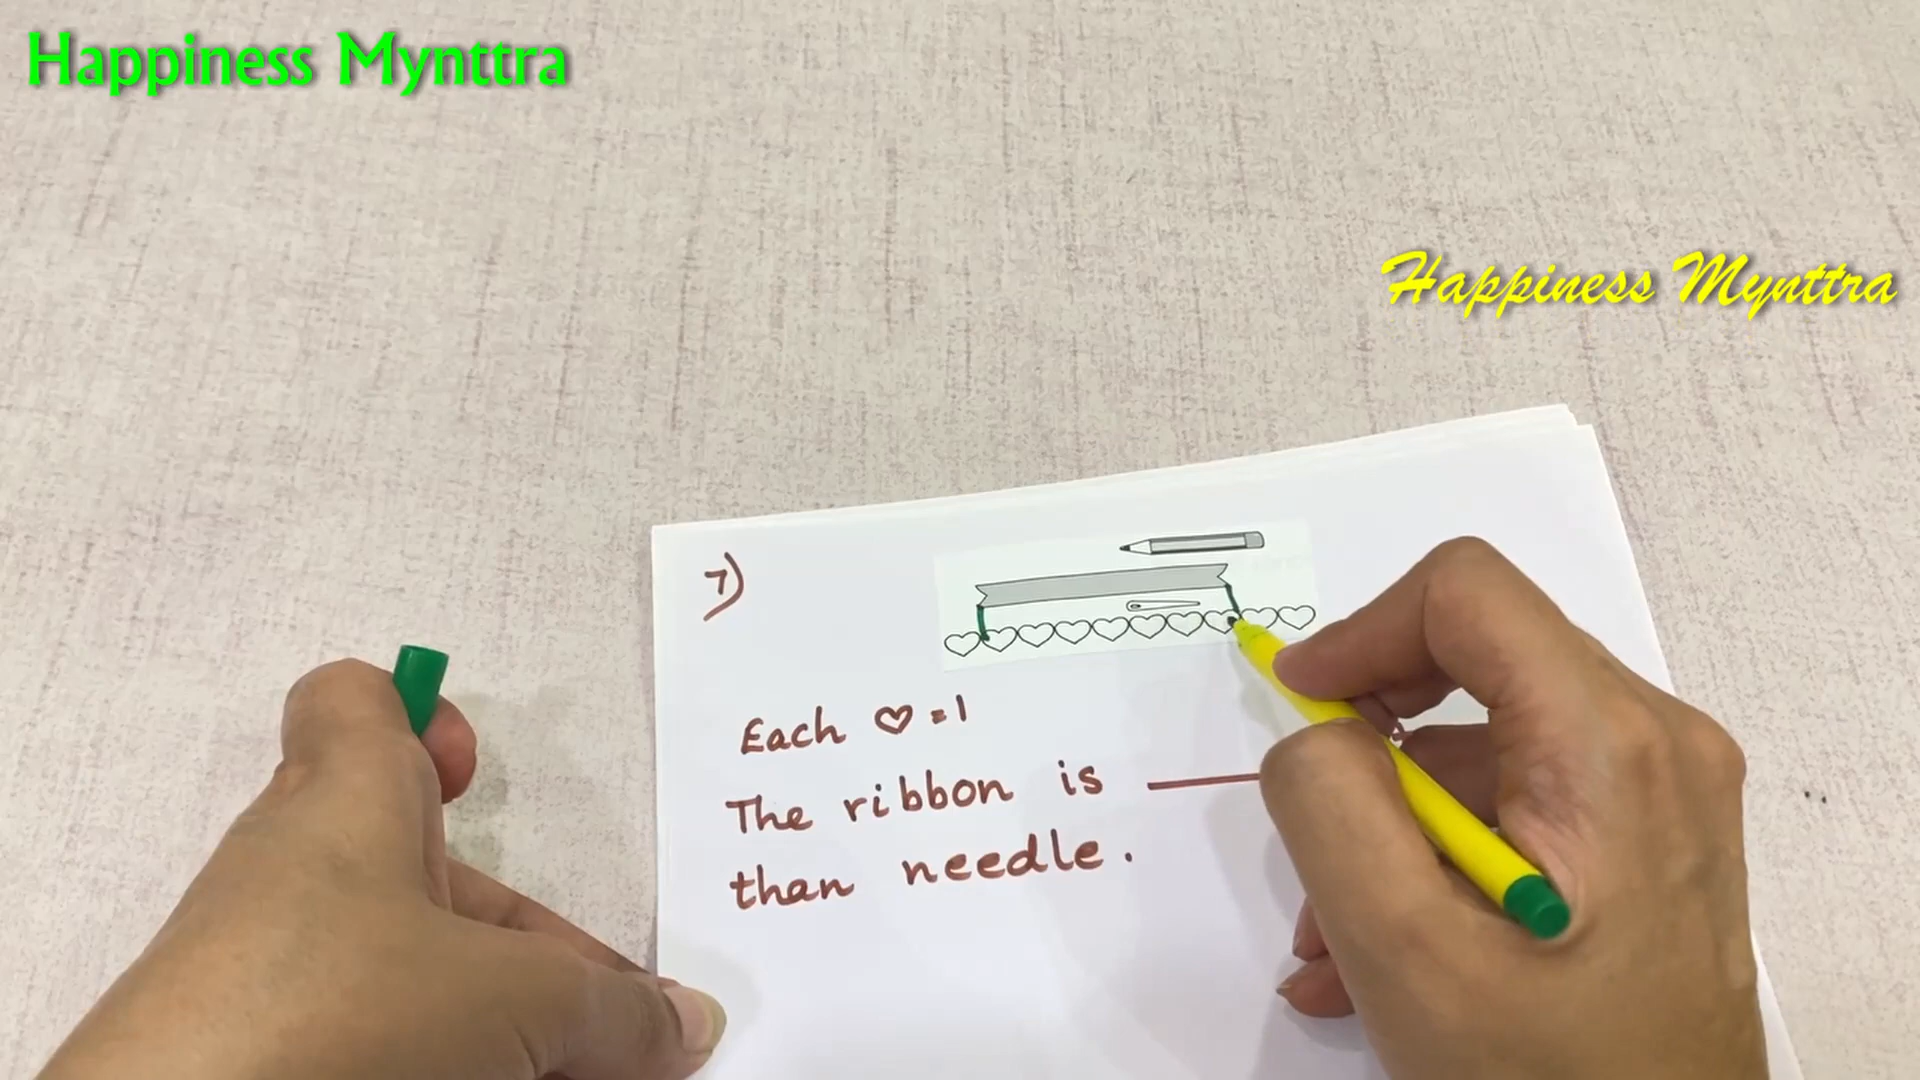 Happiness Mynttra
Happiness Mynttra
7)
Each ♡ = 1
The ribbon is
than needle.